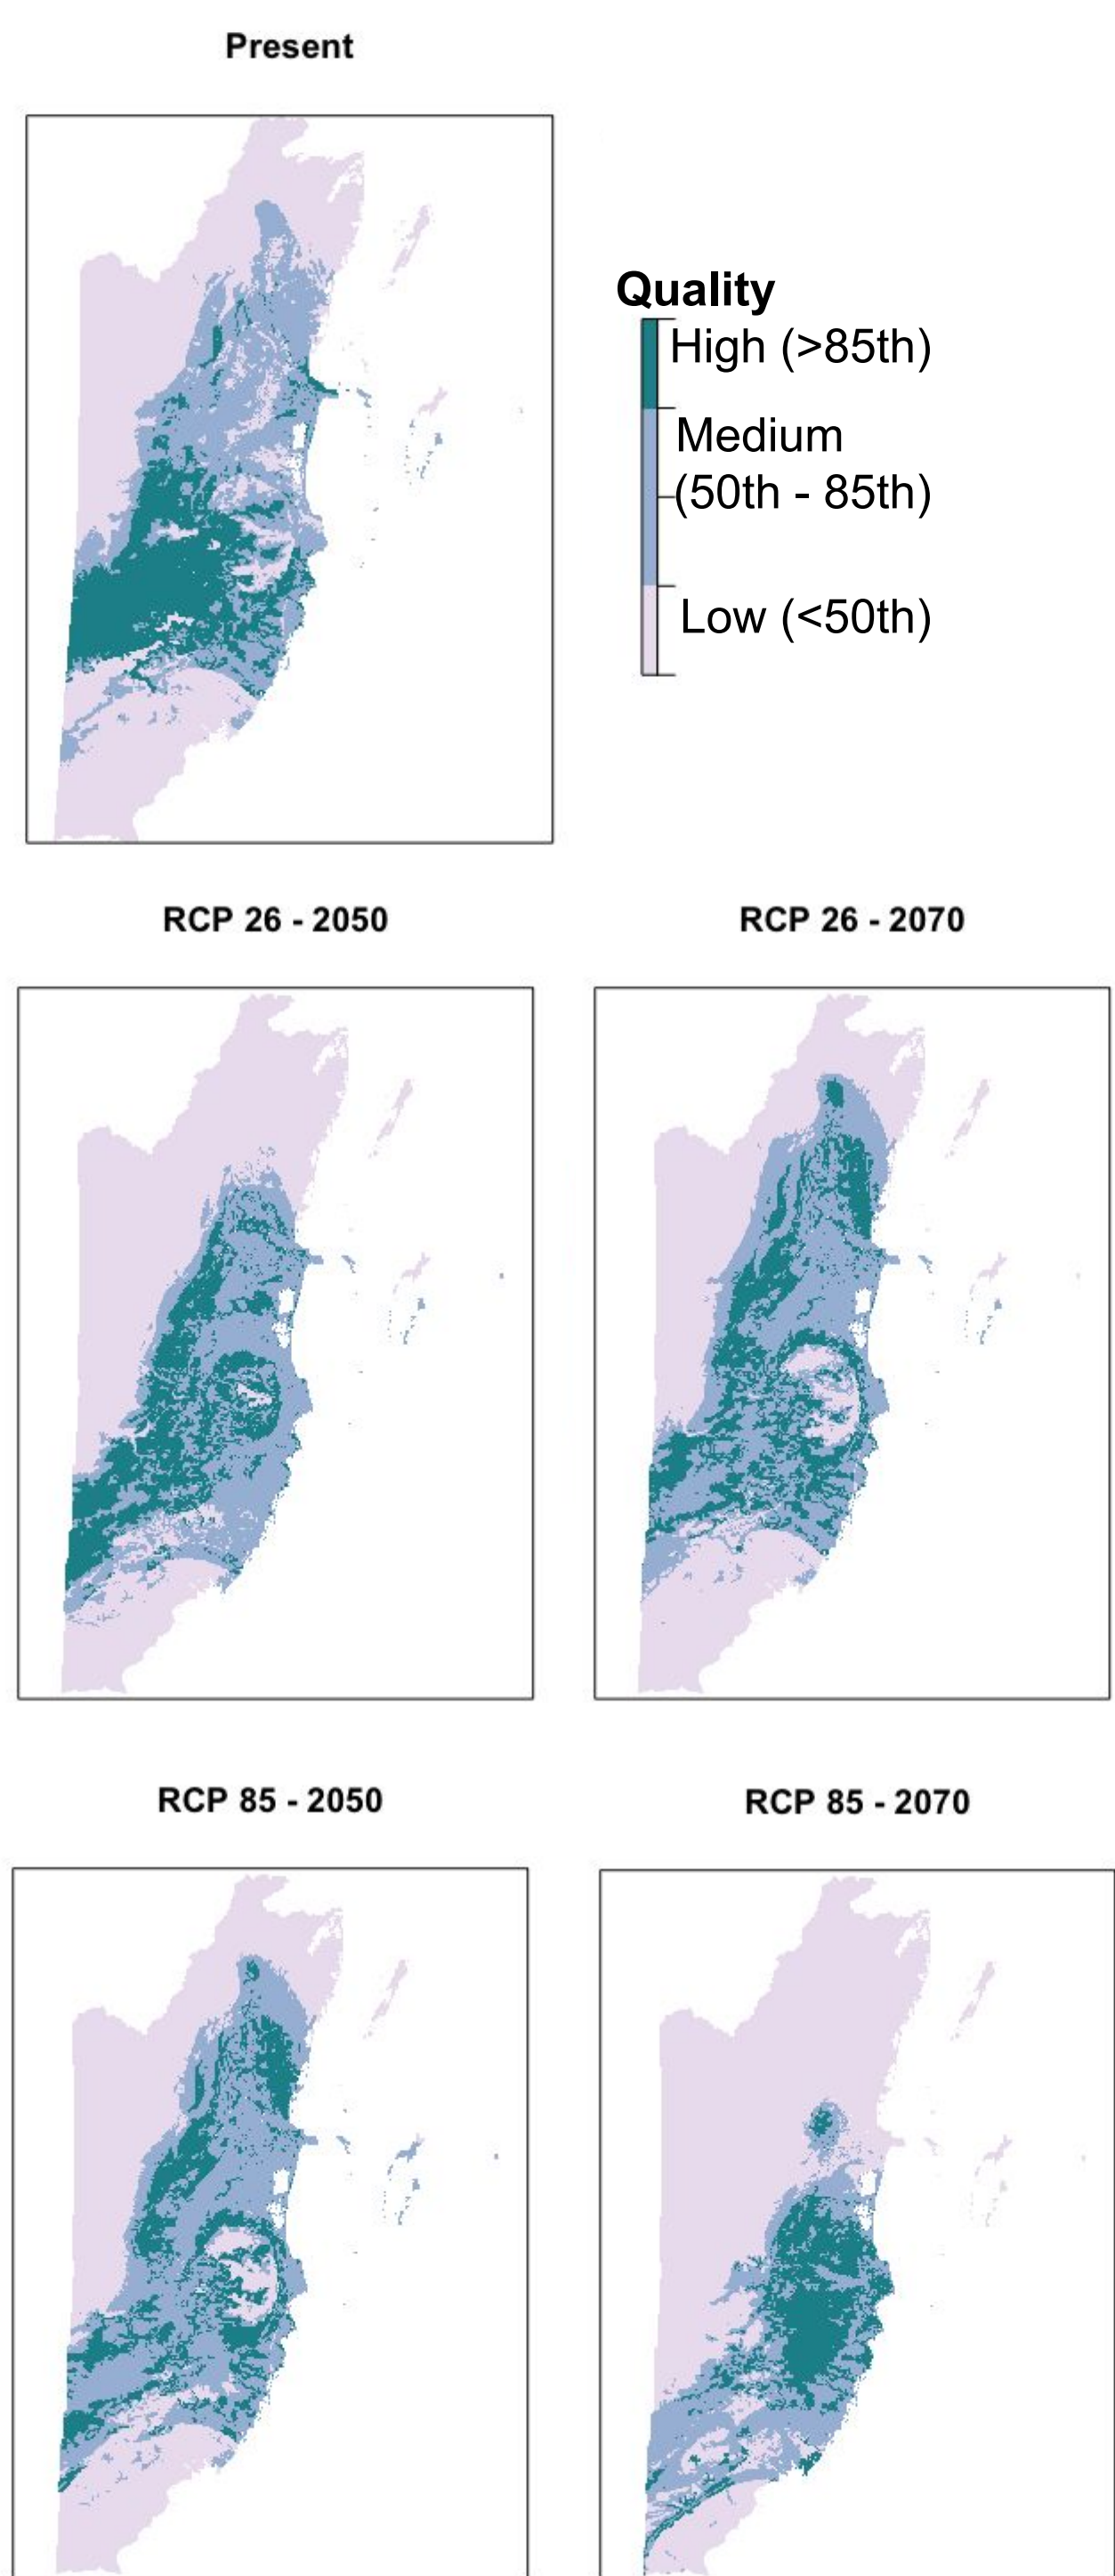 Present
Quality
High (>85th)
Medium
(50th - 85th)
Low (<50th)
RCP 26 - 2050
RCP 26 - 2070
RCP 85 - 2050
RCP 85 - 2070